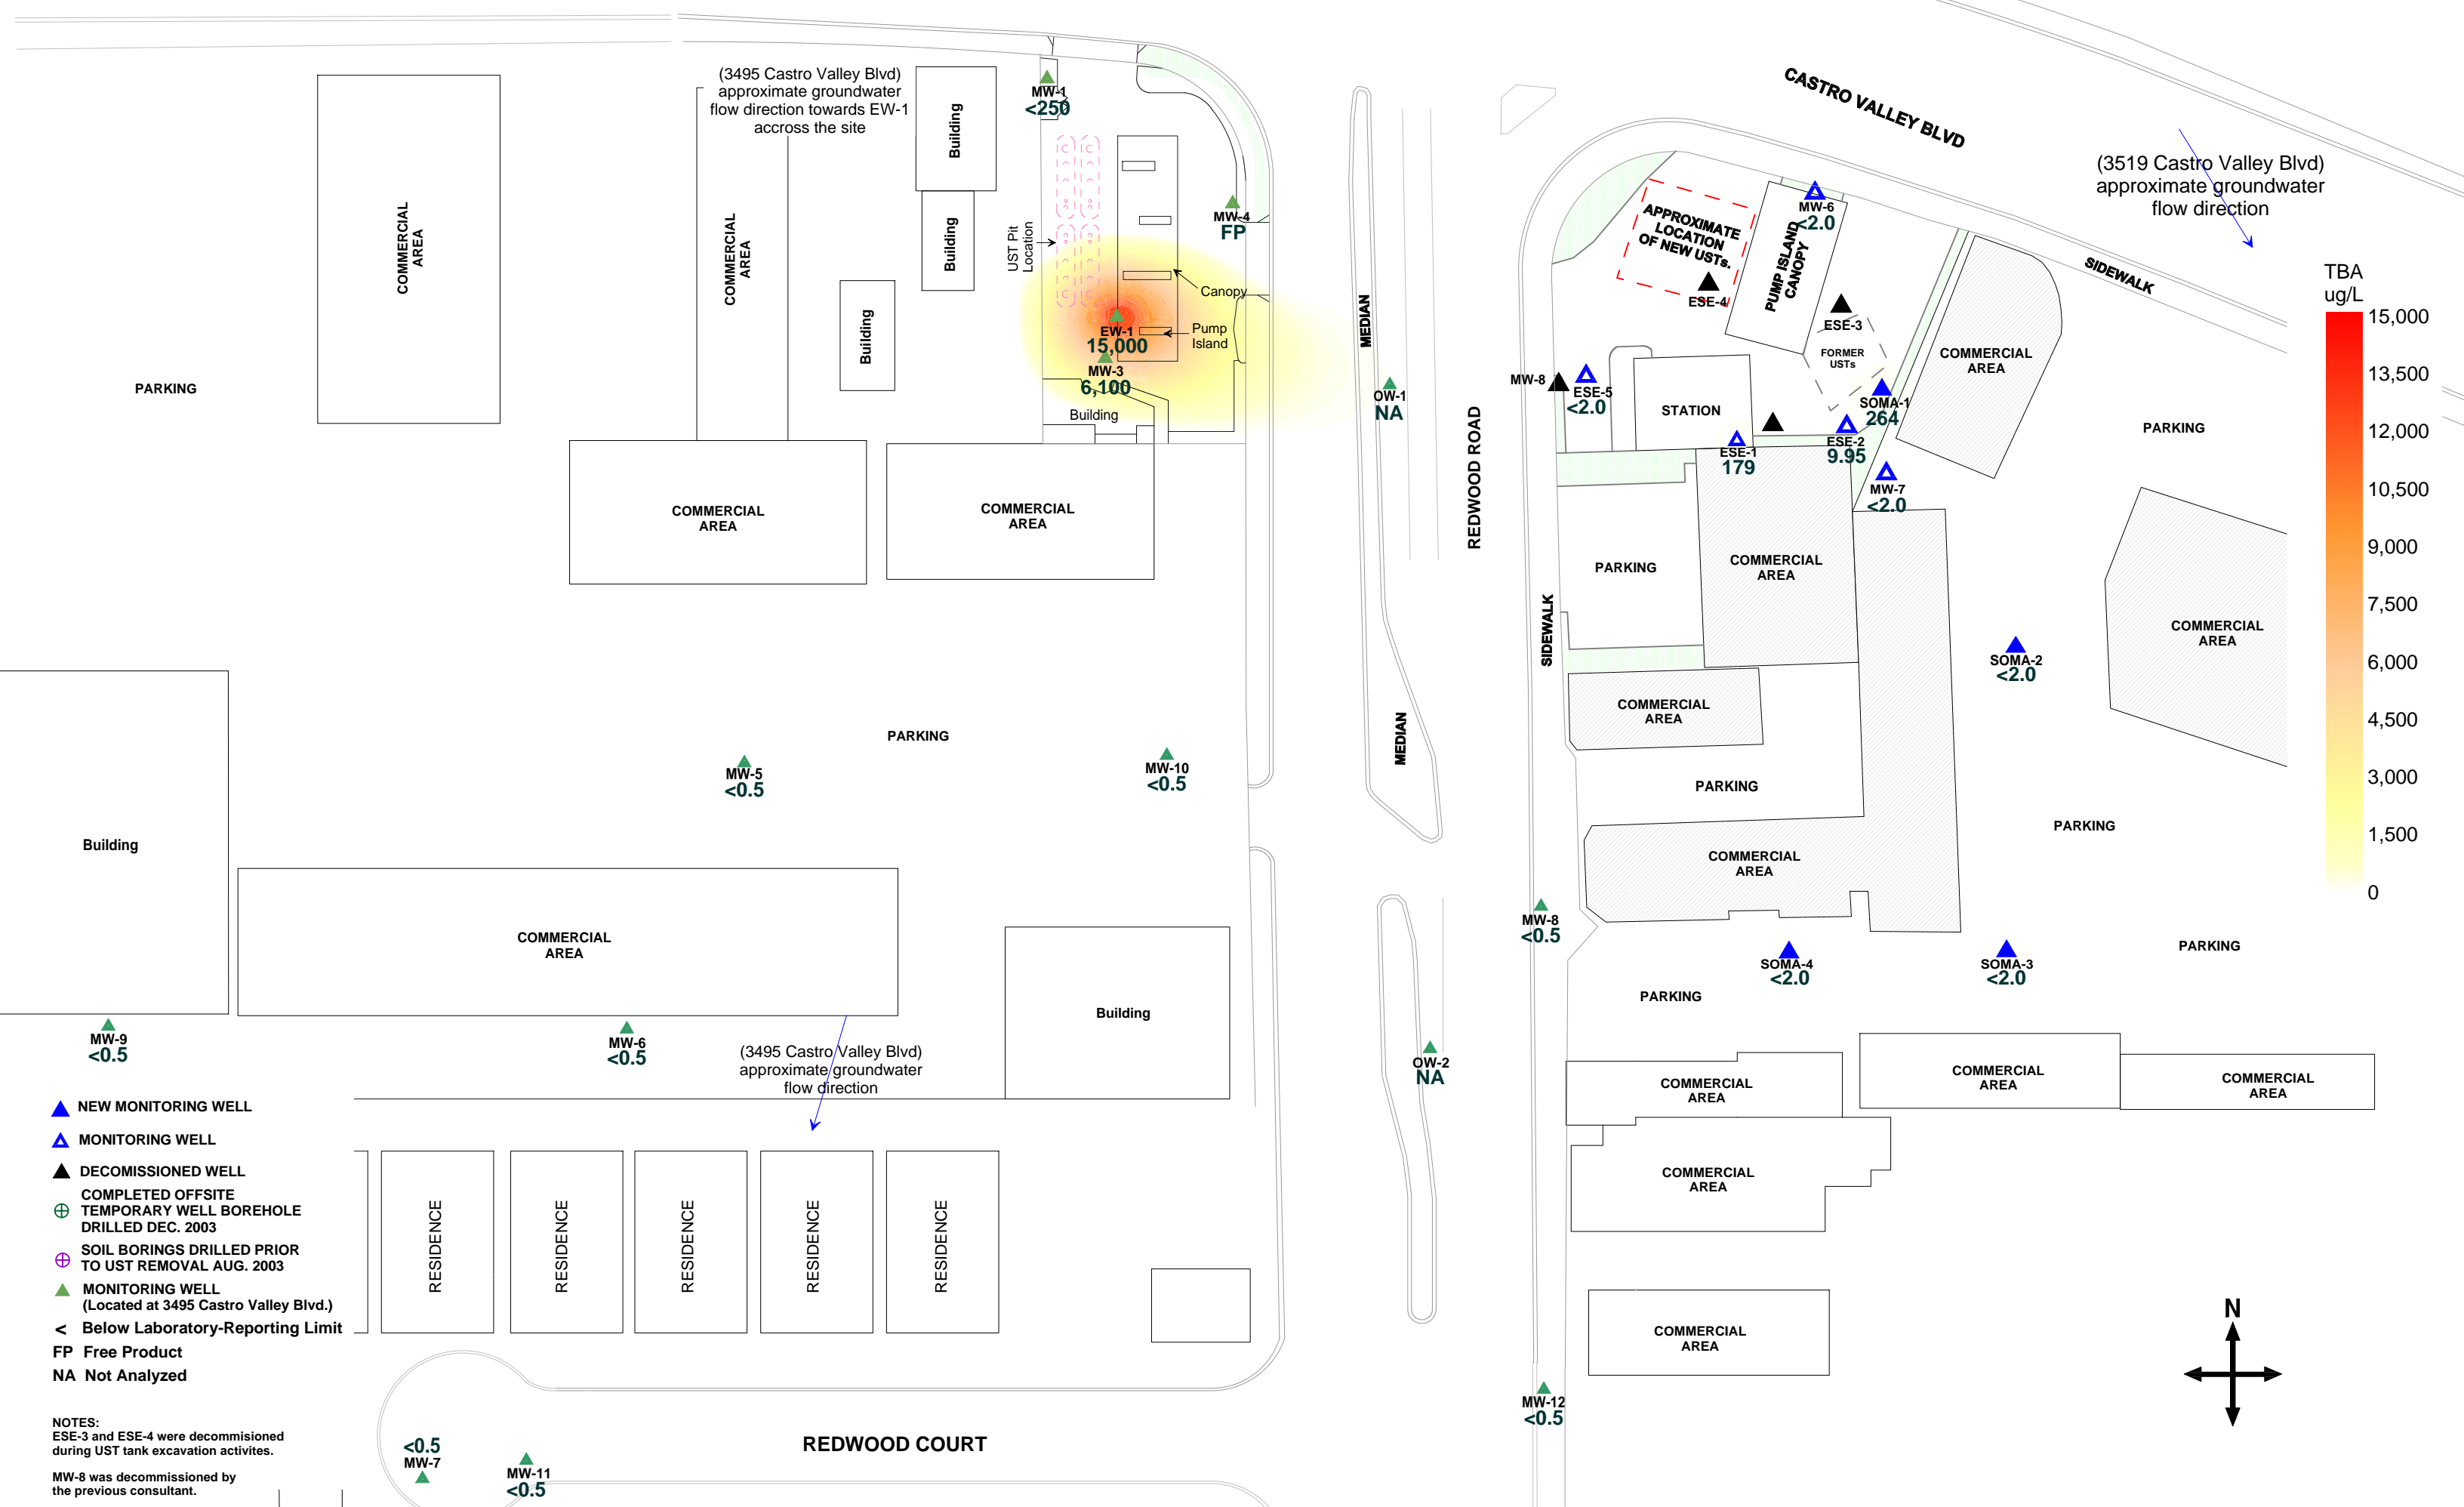 (3495 Castro Valley Blvd)
approximate groundwater
flow direction towards EW-1
accross the site
MW-1
<250
Building
Building
Building
COMMERCIAL
AREA
COMMERCIAL
AREA
UST Pit
Location
MW-4
FP
Canopy
Pump
Island
EW-1
15,000
MW-3
6,100
Building
PARKING
COMMERCIAL
AREA
COMMERCIAL
AREA
MEDIAN
OW-1
NA
REDWOOD ROAD
CASTRO VALLEY BLVD
(3519 Castro Valley Blvd)
approximate groundwater
flow direction
SIDEWALK
APPROXIMATE
LOCATION
OF NEW USTs.
ESE-4
PUMP ISLAND
CANOPY
MW-6
<2.0
ESE-3
FORMER
USTs
COMMERCIAL
AREA
MW-8
ESE-5
<2.0
STATION
SOMA-1
264
ESE-1
179
ESE-2
9.95
MW-7
<2.0
PARKING
TBA
ug/L
15,000
13,500
12,000
10,500
9,000
7,500
6,000
4,500
3,000
1,500
0
PARKING
COMMERCIAL
AREA
COMMERCIAL
AREA
SIDEWALK
SOMA-2
<2.0
COMMERCIAL
AREA
MEDIAN
PARKING
MW-5
<0.5
MW-10
<0.5
PARKING
PARKING
Building
COMMERCIAL
AREA
COMMERCIAL
AREA
MW-8
<0.5
SOMA-4
<2.0
SOMA-3
<2.0
PARKING
PARKING
Building
MW-9
<0.5
MW-6
<0.5
(3495 Castro Valley Blvd)
approximate groundwater
flow direction
OW-2
NA
COMMERCIAL
AREA
COMMERCIAL
AREA
COMMERCIAL
AREA
COMMERCIAL
AREA
NEW MONITORING WELL
MONITORING WELL
DECOMISSIONED WELL
COMPLETED OFFSITE
TEMPORARY WELL BOREHOLE
DRILLED DEC. 2003
SOIL BORINGS DRILLED PRIOR
TO UST REMOVAL AUG. 2003
MONITORING WELL
(Located at 3495 Castro Valley Blvd.)
< Below Laboratory-Reporting Limit
FP Free Product
NA Not Analyzed
RESIDENCE
RESIDENCE
RESIDENCE
RESIDENCE
RESIDENCE
COMMERCIAL
AREA
N
NOTES:
ESE-3 and ESE-4 were decommisioned
during UST tank excavation activites.
MW-8 was decommissioned by
the previous consultant.
<0.5
MW-7
MW-11
<0.5
REDWOOD COURT
MW-12
<0.5